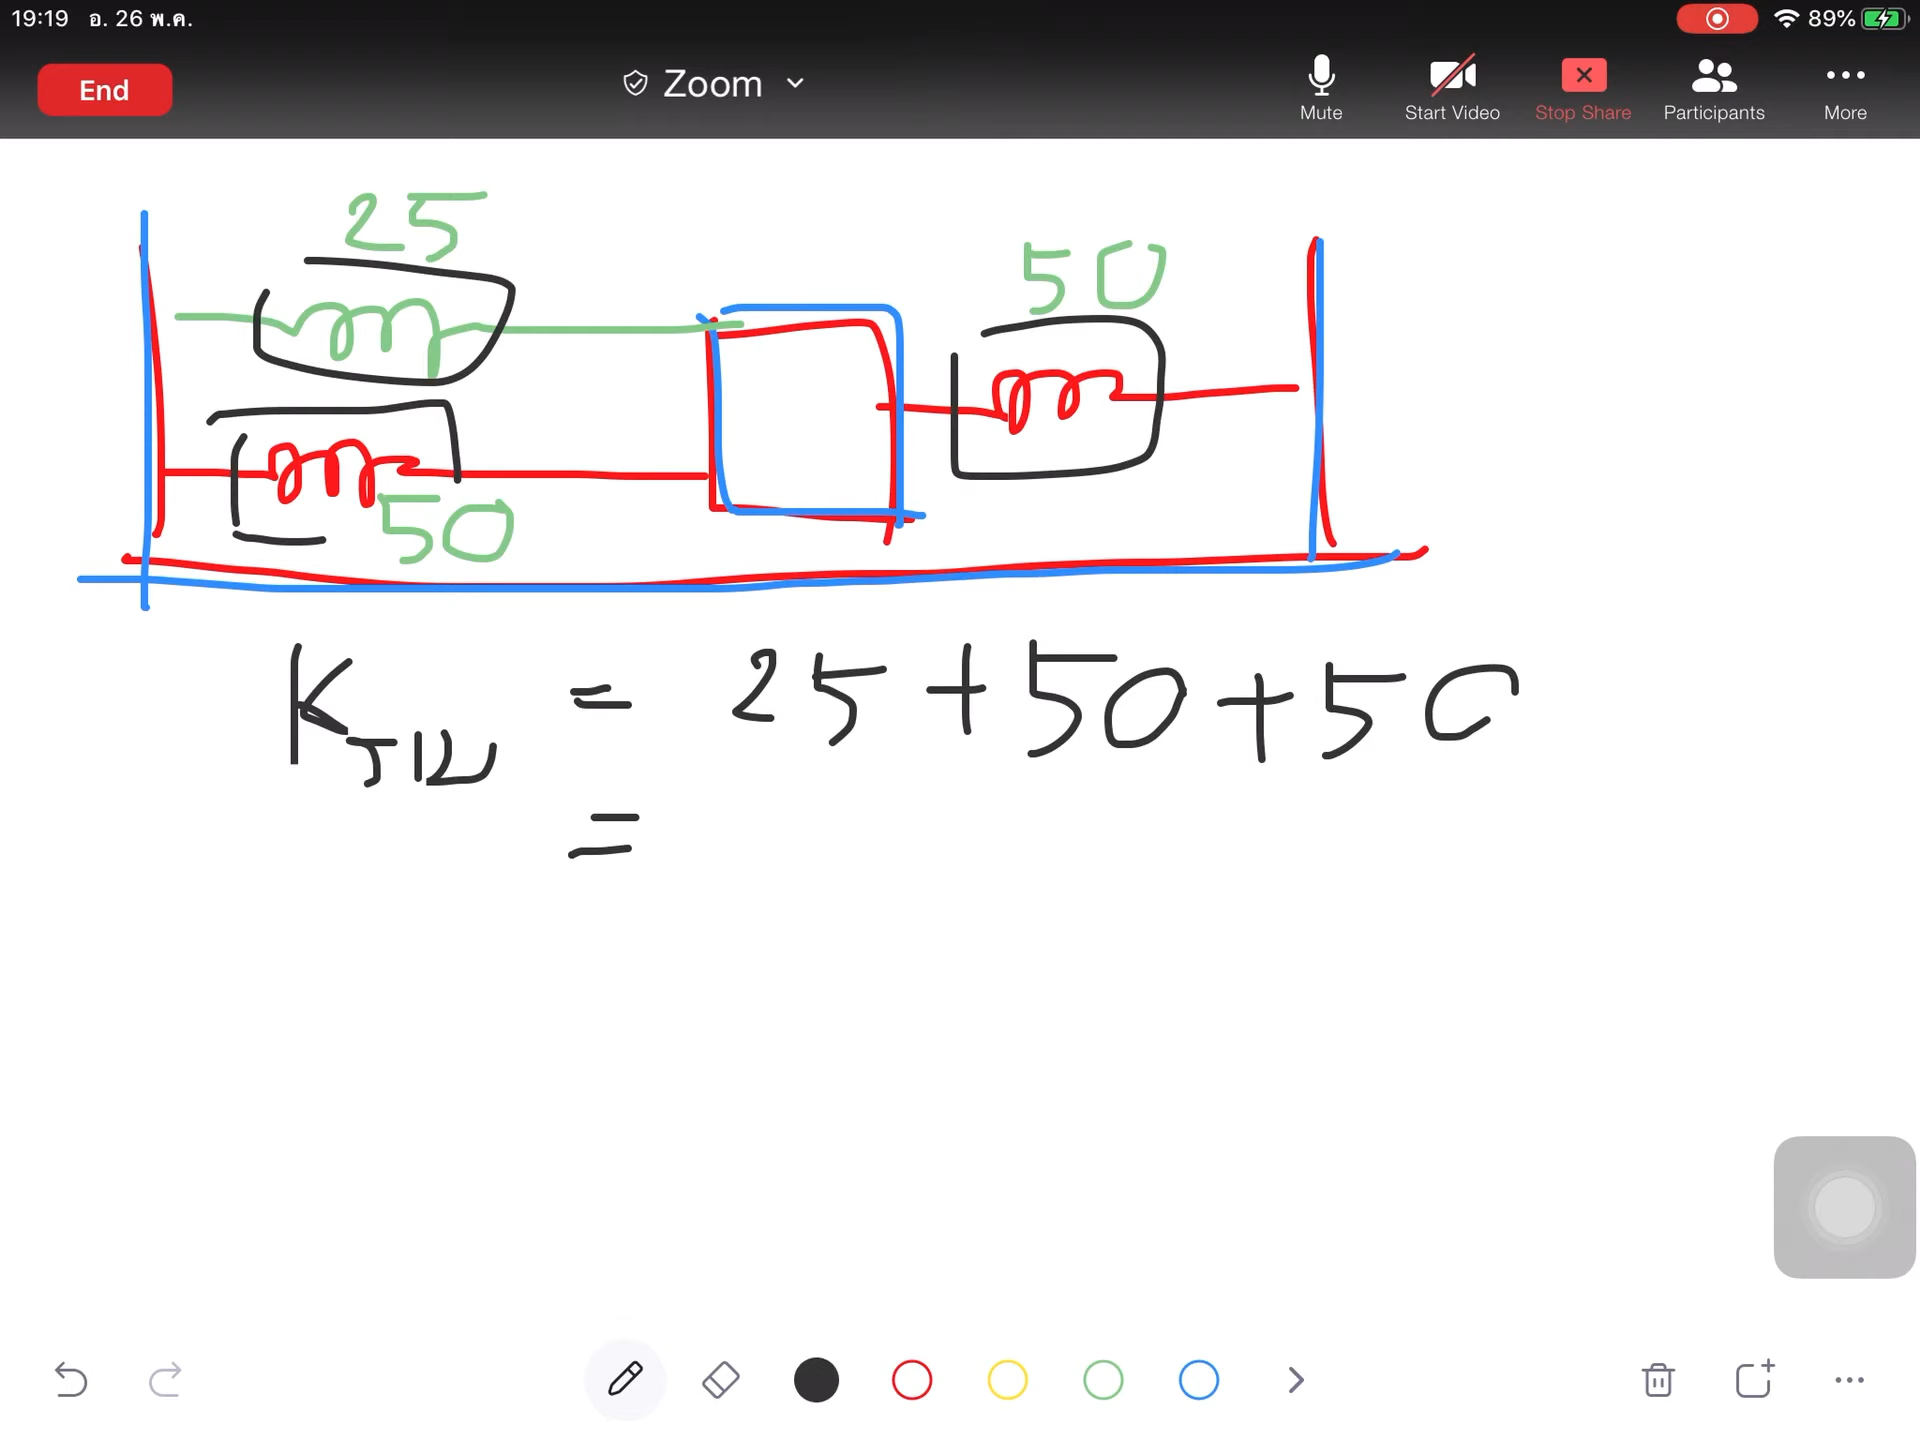 19:19 อ. 26 พ.ค.
89%
End
Zoom
Mute
Start Video
Stop Share
Participants
More
25
50
50
Kรวม = 25+50+50
=